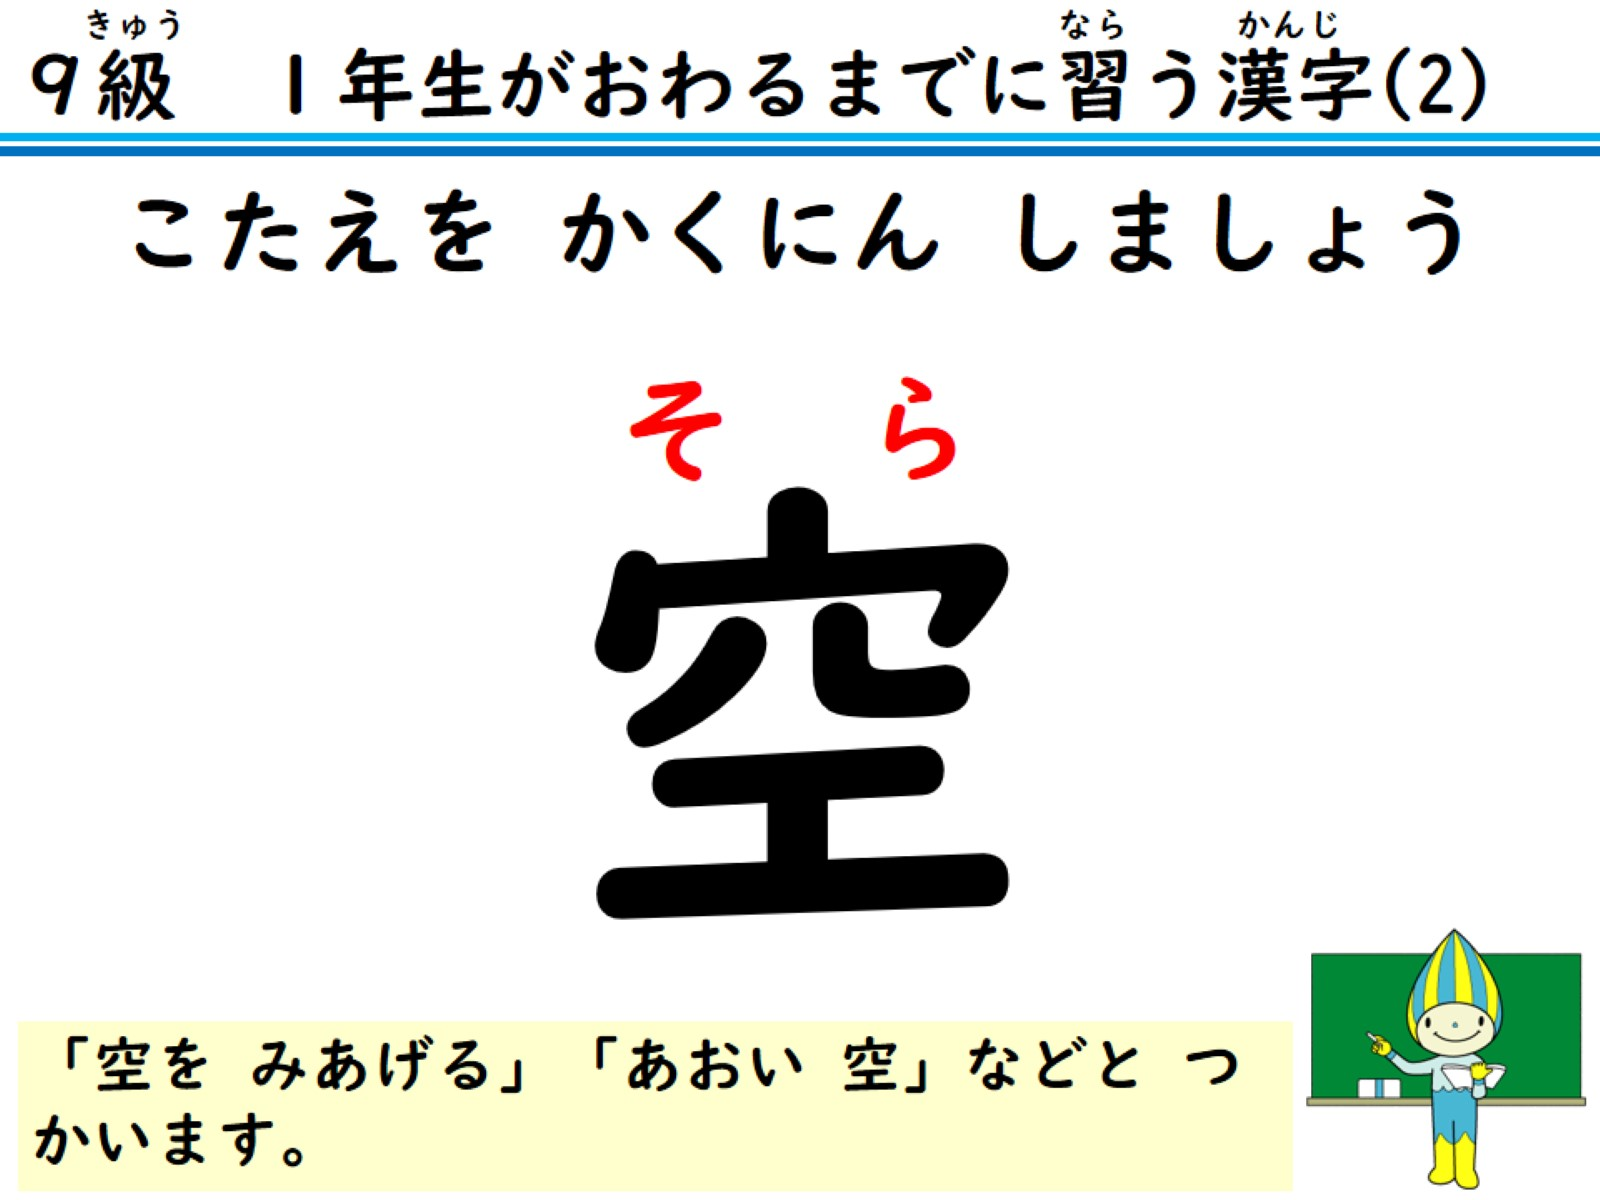 きゅう なら かんじ
9級 1年生がおわるまでに習う漢字(2)
こたえを かくにん しましょう
そ ら
空
「空を みあげる」「あおい 空」などと つ
かいます。